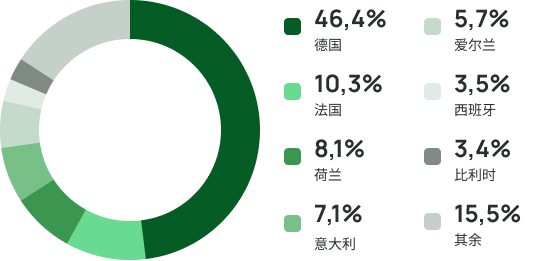 46,4%
德国
10,3%
法国
8,1%
荷兰
7,1%
意大利
5,7%
爱尔兰
3,5%
西班牙
3,4%
比利时
15,5%
其余